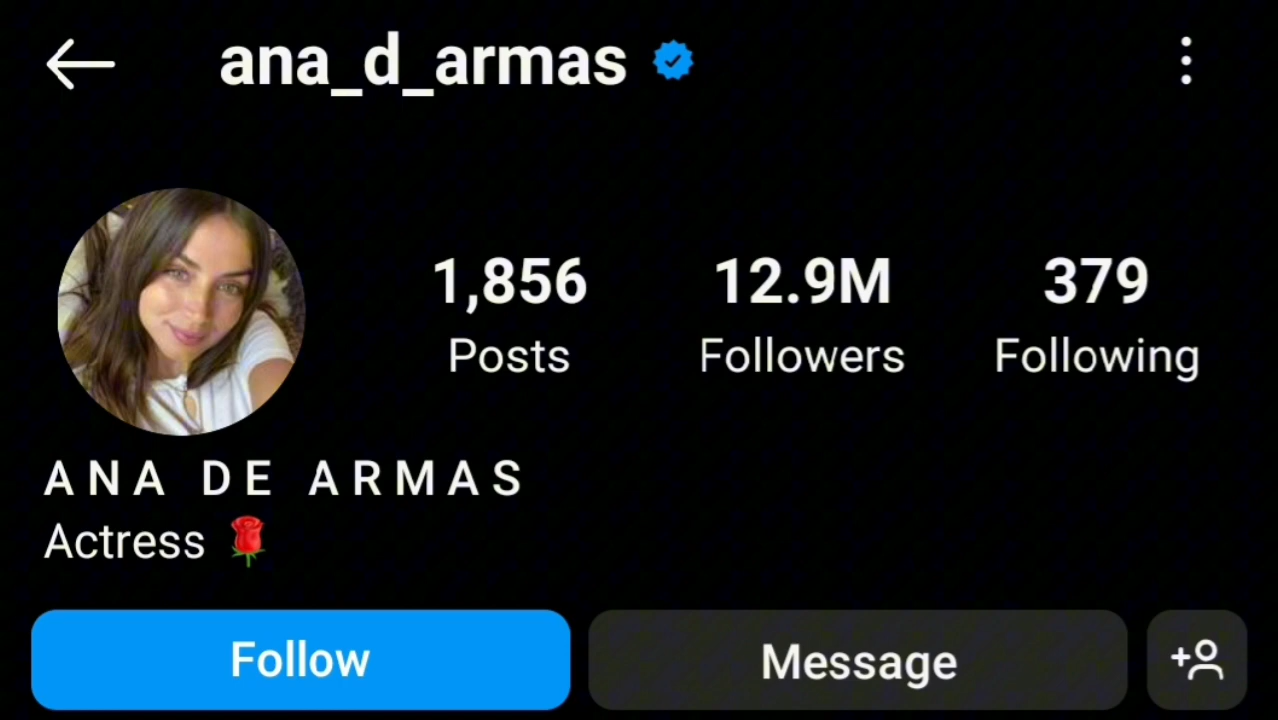 ana_d_armas
1,856 12.9M 379
Posts Followers Following
ANA DE ARMAS
Actress 🌹
Follow Message